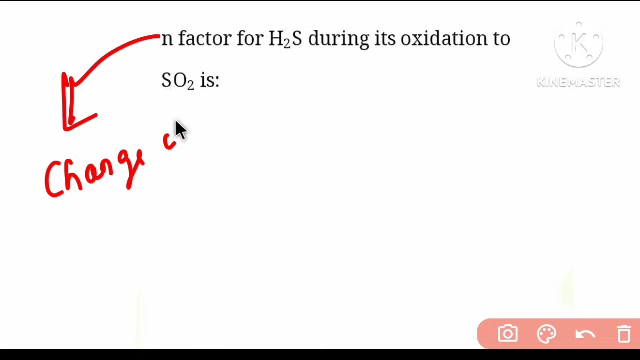 n factor for H₂S during its oxidation to
SO₂ is:
KINEMASTER
Change